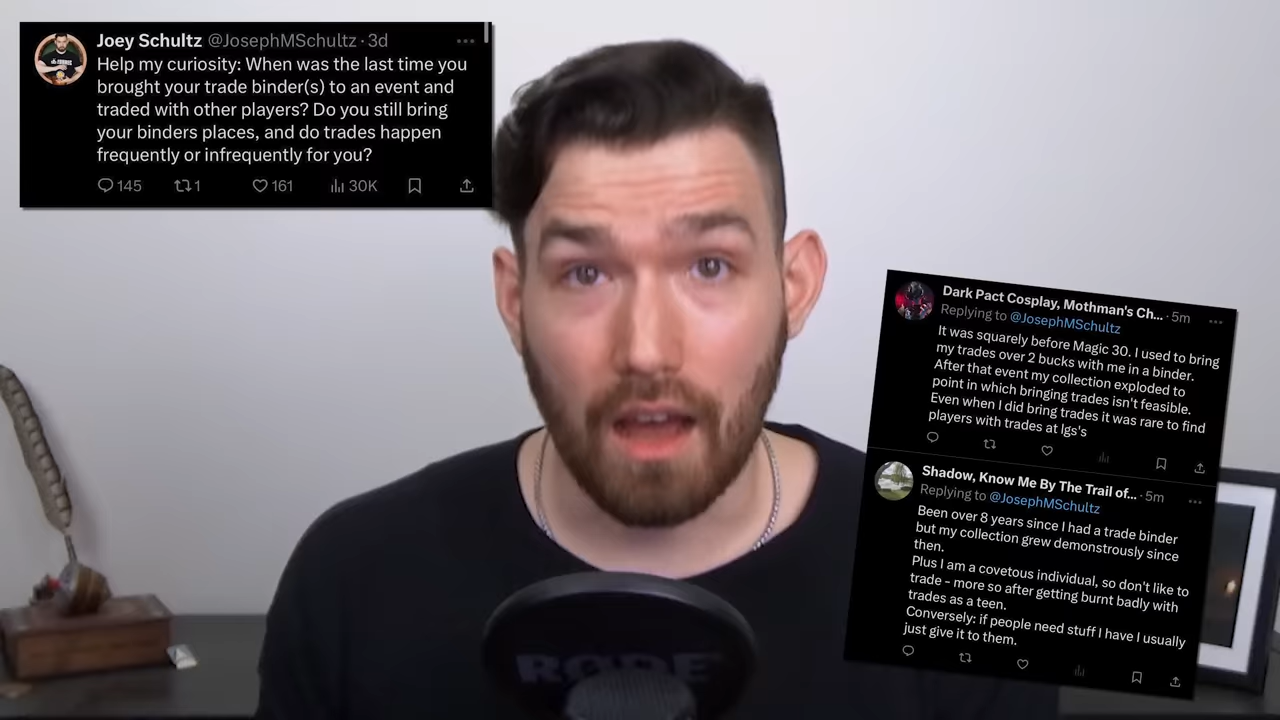 Joey Schultz @JosephMSchultz · 3d
Help my curiosity: When was the last time you
brought your trade binder(s) to an event and
traded with other players? Do you still bring
your binders places, and do trades happen
frequently or infrequently for you?
145 1 161 30K
Dark Pact Cosplay, Mothman's Ch... · 5m
Replying to @JosephMSchultz
It was squarely before Magic 30. I used to bring
my trades over 2 bucks with me in a binder.
After that event my collection exploded to
point in which bringing trades isn't feasible.
Even when I did bring trades it was rare to find
players with trades at lgs's
Shadow, Know Me By The Trail of... · 5m
Replying to @JosephMSchultz
Been over 8 years since I had a trade binder
but my collection grew demonstrously since
then.
Plus I am a covetous individual, so don't like to
trade - more so after getting burnt badly with
trades as a teen.
Conversely: if people need stuff I have I usually
just give it to them.
RODE